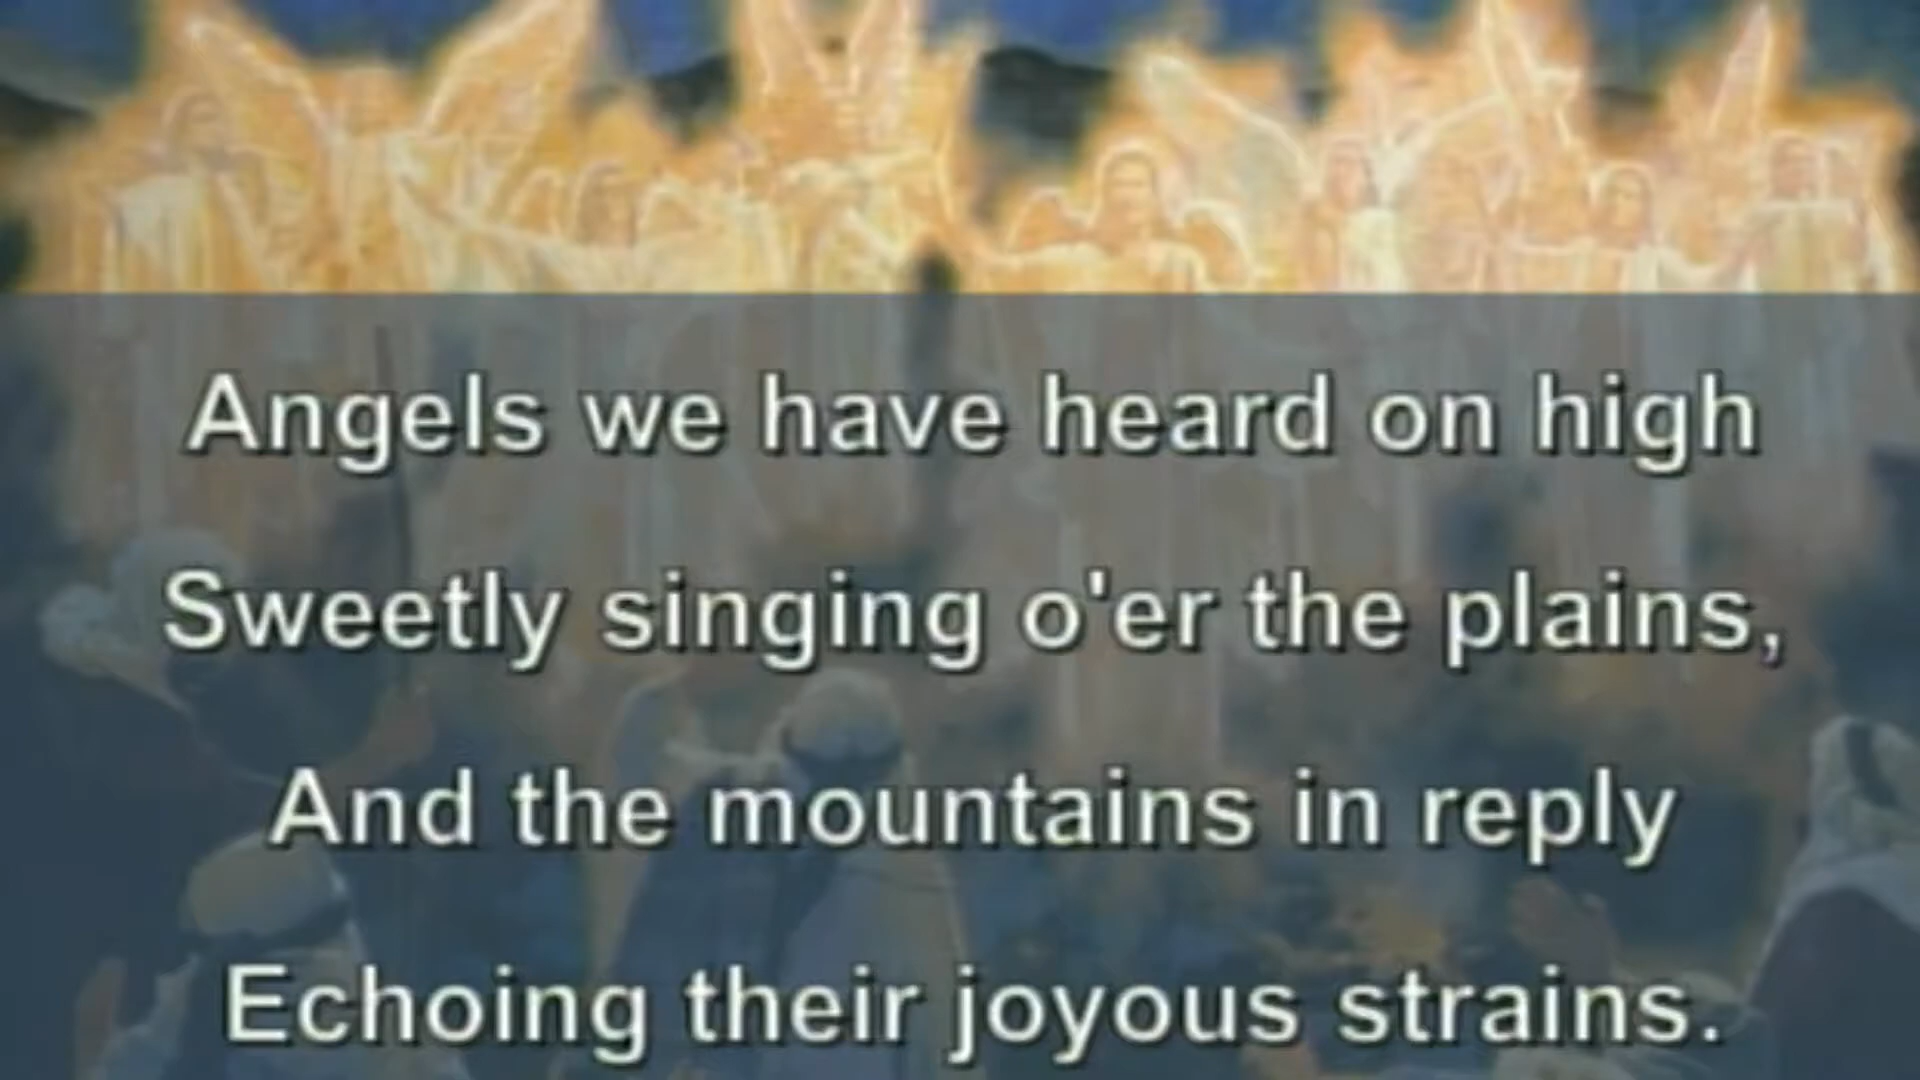 Angels we have heard on high
Sweetly singing o'er the plains,
And the mountains in reply
Echoing their joyous strains.